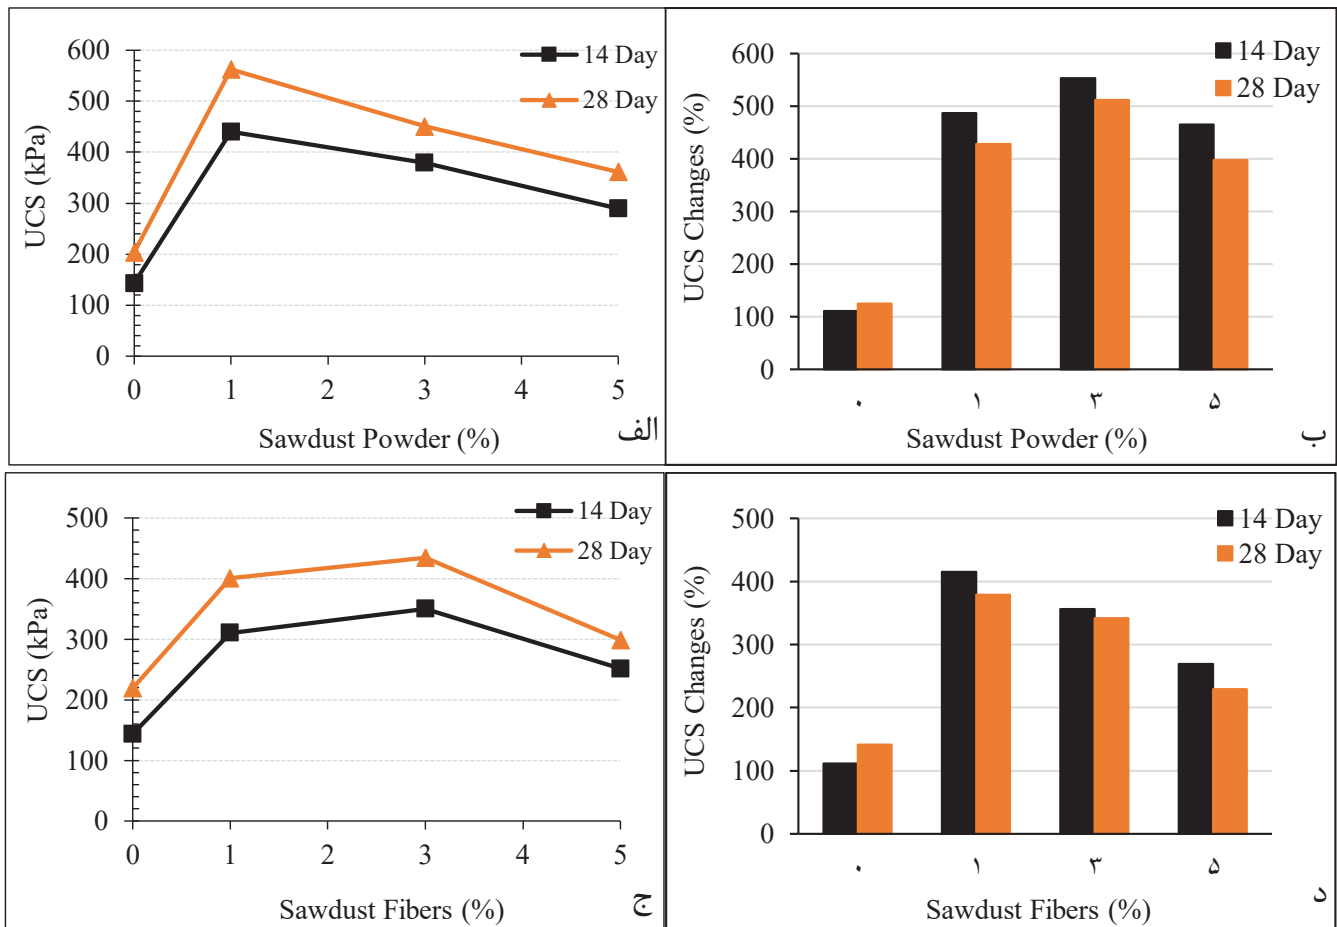 UCS (kPa)
600
500
400
300
200
100
0
14 Day
28 Day
0 1 2 3 4 5
Sawdust Powder (%)
الف
UCS Changes (%)
600
500
400
300
200
100
0
14 Day
28 Day
۰ ۱ ۳ ۵
Sawdust Powder (%)
ب
UCS (kPa)
500
400
300
200
100
0
14 Day
28 Day
0 1 2 3 4 5
Sawdust Fibers (%)
ج
UCS Changes (%)
500
400
300
200
100
0
14 Day
28 Day
۰ ۱ ۳ ۵
Sawdust Fibers (%)
د